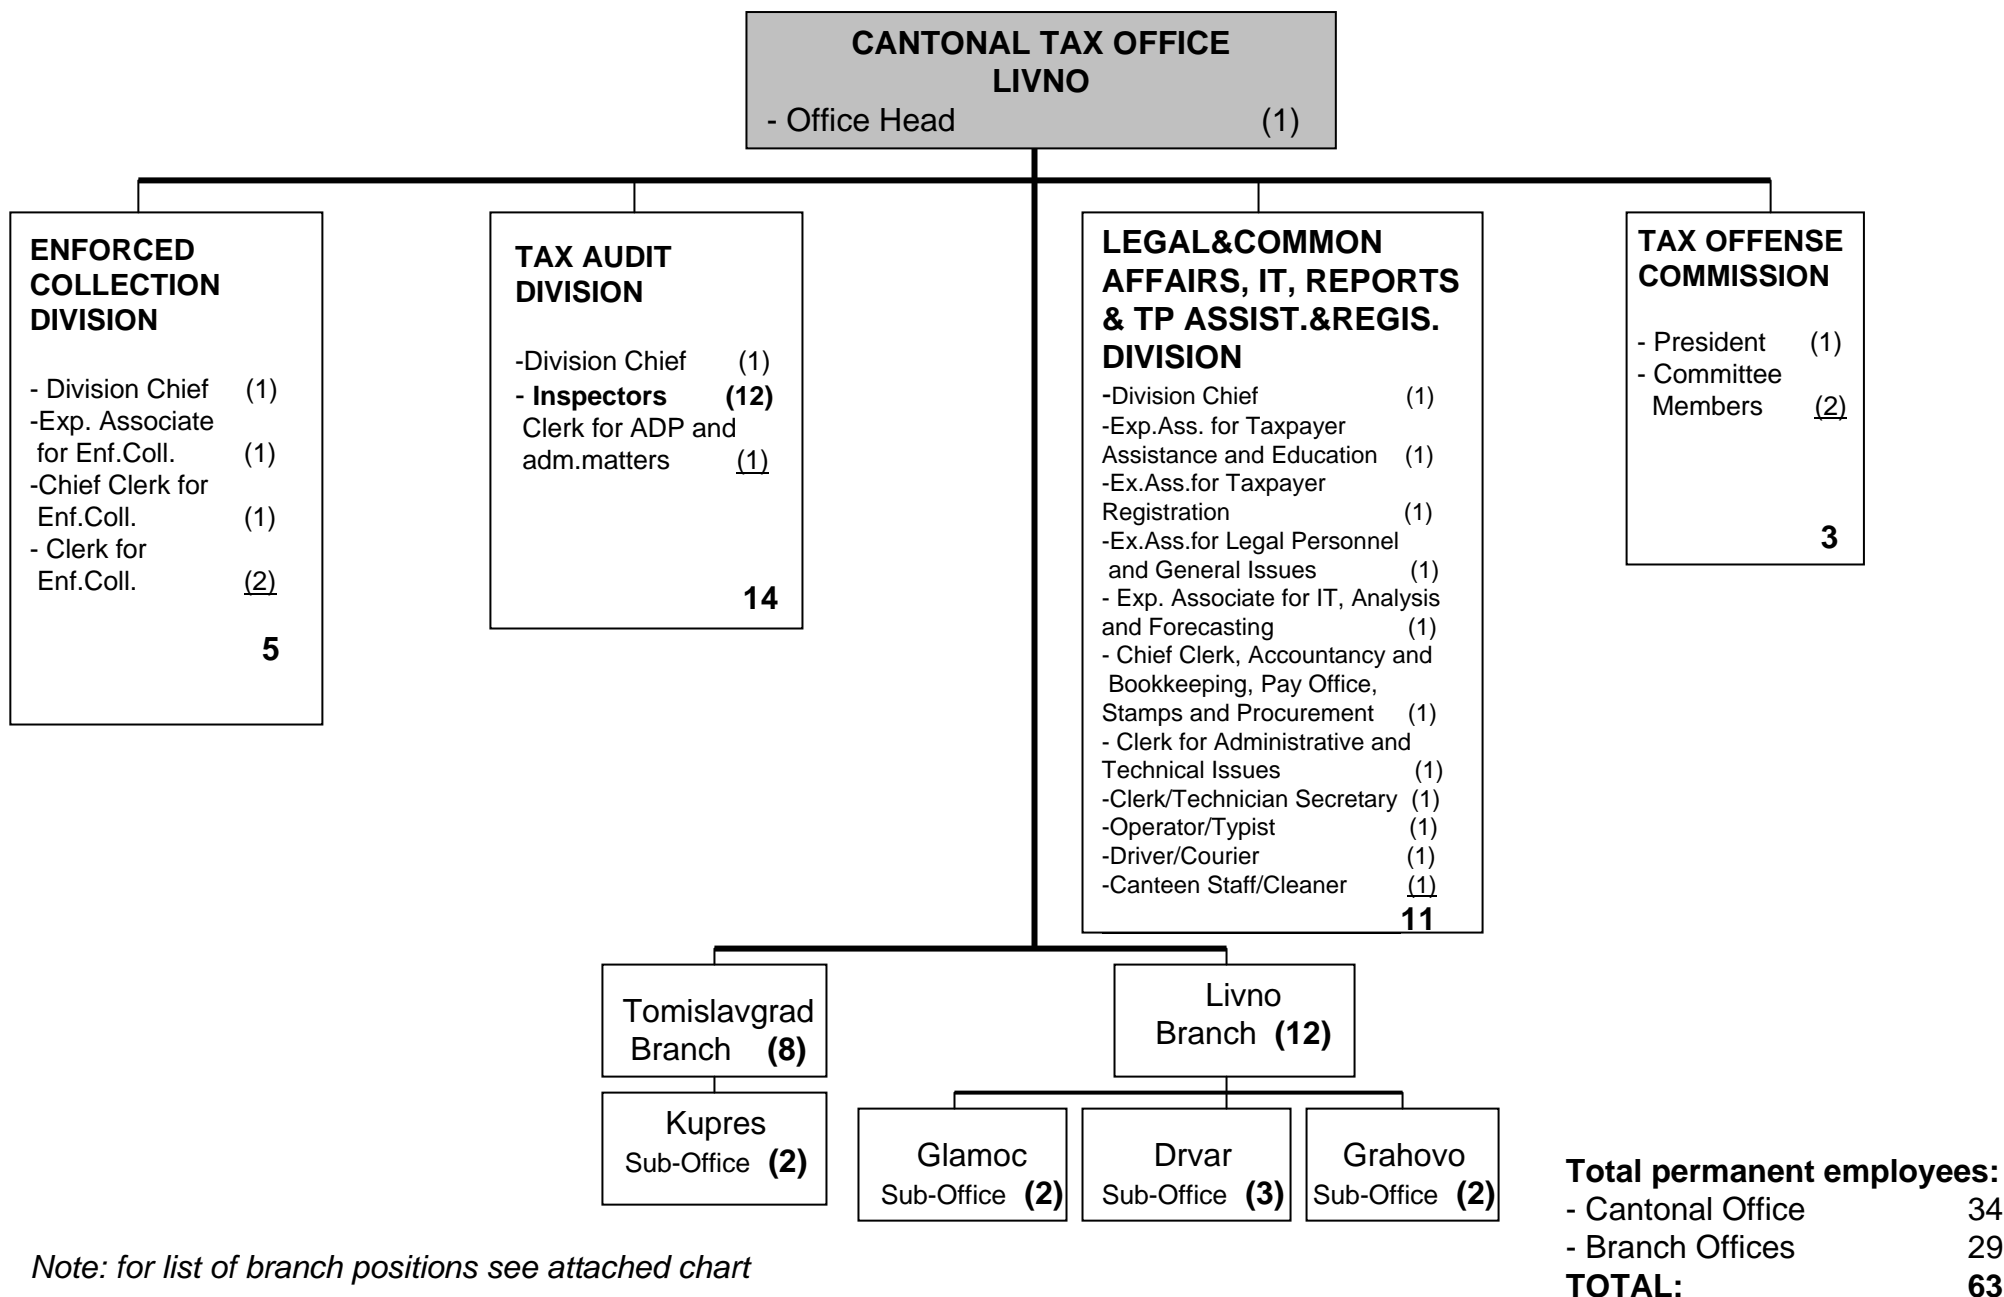 CANTONAL TAX OFFICE
LIVNO
- Office Head (1)
ENFORCED
COLLECTION
DIVISION
- Division Chief (1)
-Exp. Associate
for Enf.Coll. (1)
-Chief Clerk for
Enf.Coll. (1)
- Clerk for
Enf.Coll. (2)
5
TAX AUDIT
DIVISION
-Division Chief (1)
- Inspectors (12)
Clerk for ADP and
adm.matters (1)
14
LEGAL&COMMON
AFFAIRS, IT, REPORTS
& TP ASSIST.&REGIS.
DIVISION
-Division Chief (1)
-Exp.Ass. for Taxpayer
Assistance and Education (1)
-Ex.Ass.for Taxpayer
Registration (1)
-Ex.Ass.for Legal Personnel
and General Issues (1)
- Exp. Associate for IT, Analysis
and Forecasting (1)
- Chief Clerk, Accountancy and
Bookkeeping, Pay Office,
Stamps and Procurement (1)
- Clerk for Administrative and
Technical Issues (1)
-Clerk/Technician Secretary (1)
-Operator/Typist (1)
-Driver/Courier (1)
-Canteen Staff/Cleaner (1)
11
TAX OFFENSE
COMMISSION
- President (1)
- Committee
Members (2)
3
Tomislavgrad
Branch (8)
Livno
Branch (12)
Kupres
Sub-Office (2)
Glamoc
Sub-Office (2)
Drvar
Sub-Office (3)
Grahovo
Sub-Office (2)
Total permanent employees:
- Cantonal Office 34
- Branch Offices 29
TOTAL: 63
Note: for list of branch positions see attached chart